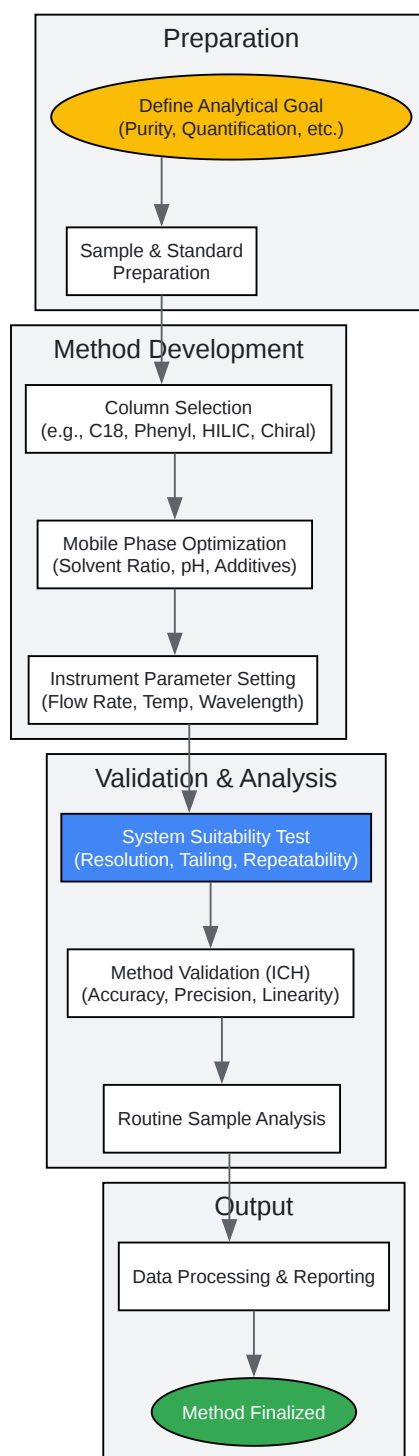 Preparation
Define Analytical Goal
(Purity, Quantification, etc.)
Sample & Standard
Preparation
Method Development
Column Selection
(e.g., C18, Phenyl, HILIC, Chiral)
Mobile Phase Optimization
(Solvent Ratio, pH, Additives)
Instrument Parameter Setting
(Flow Rate, Temp, Wavelength)
Validation & Analysis
System Suitability Test
(Resolution, Tailing, Repeatability)
Method Validation (ICH)
(Accuracy, Precision, Linearity)
Routine Sample Analysis
Output
Data Processing & Reporting
Method Finalized